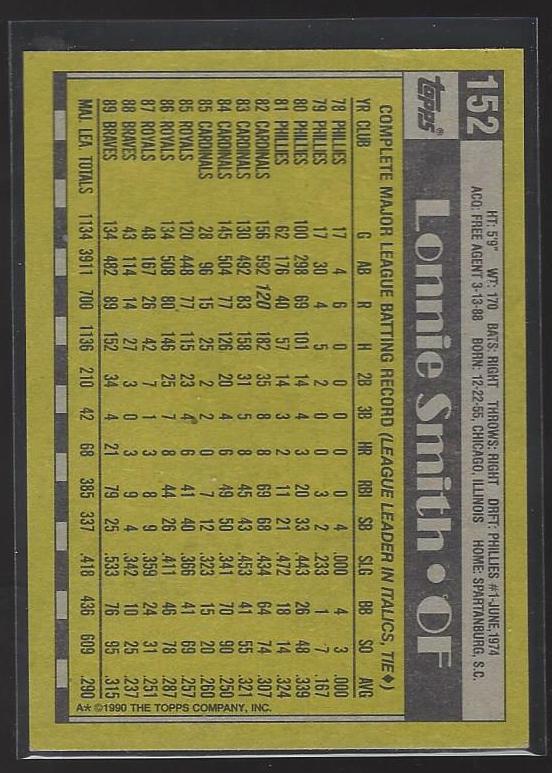 152
HT: 5'9" WT: 170 BATS: RIGHT THROWS: RIGHT DRFT: PHILLIES #1-JUNE, 1974
ACQ: FREE AGENT 3-13-88 BORN: 12-22-55, CHICAGO, ILLINOIS HOME: SPARTANBURG, S.C.
TOPPS® Lonnie Smith • OF
COMPLETE MAJOR LEAGUE BATTING RECORD (LEAGUE LEADER IN ITALICS, TIE♦)
YR CLUB G AB R H 2B 3B HR RBI SB SLG BB SO AVG
78 PHILLIES 17 4 6 0 0 0 0 0 4 .000 4 3 .000
79 PHILLIES 17 30 4 5 2 0 0 3 2 .233 1 7 .167
80 PHILLIES 100 298 69 101 14 4 3 20 33 .443 26 48 .339
81 PHILLIES 62 176 40 57 14 3 2 11 21 .472 18 14 .324
82 CARDINALS 156 592 120 182 35 8 8 69 68 .434 64 74 .307
83 CARDINALS 130 492 83 158 31 5 8 45 43 .453 41 55 .321
84 CARDINALS 145 504 77 126 20 4 6 49 50 .341 70 90 .250
85 CARDINALS 28 96 15 25 2 2 0 7 12 .323 15 20 .260
85 ROYALS 120 448 77 115 23 4 6 41 40 .366 41 69 .257
86 ROYALS 134 508 80 146 25 7 8 44 26 .411 46 78 .287
87 ROYALS 48 167 26 42 7 1 3 8 9 .359 24 31 .251
88 BRAVES 43 114 14 27 3 0 3 9 4 .342 10 25 .237
89 BRAVES 134 482 89 152 34 4 21 79 25 .533 76 95 .315
MAJ. LEA. TOTALS 1134 3911 700 1136 210 42 68 385 337 .418 436 609 .290
A* ©1990 THE TOPPS COMPANY, INC.